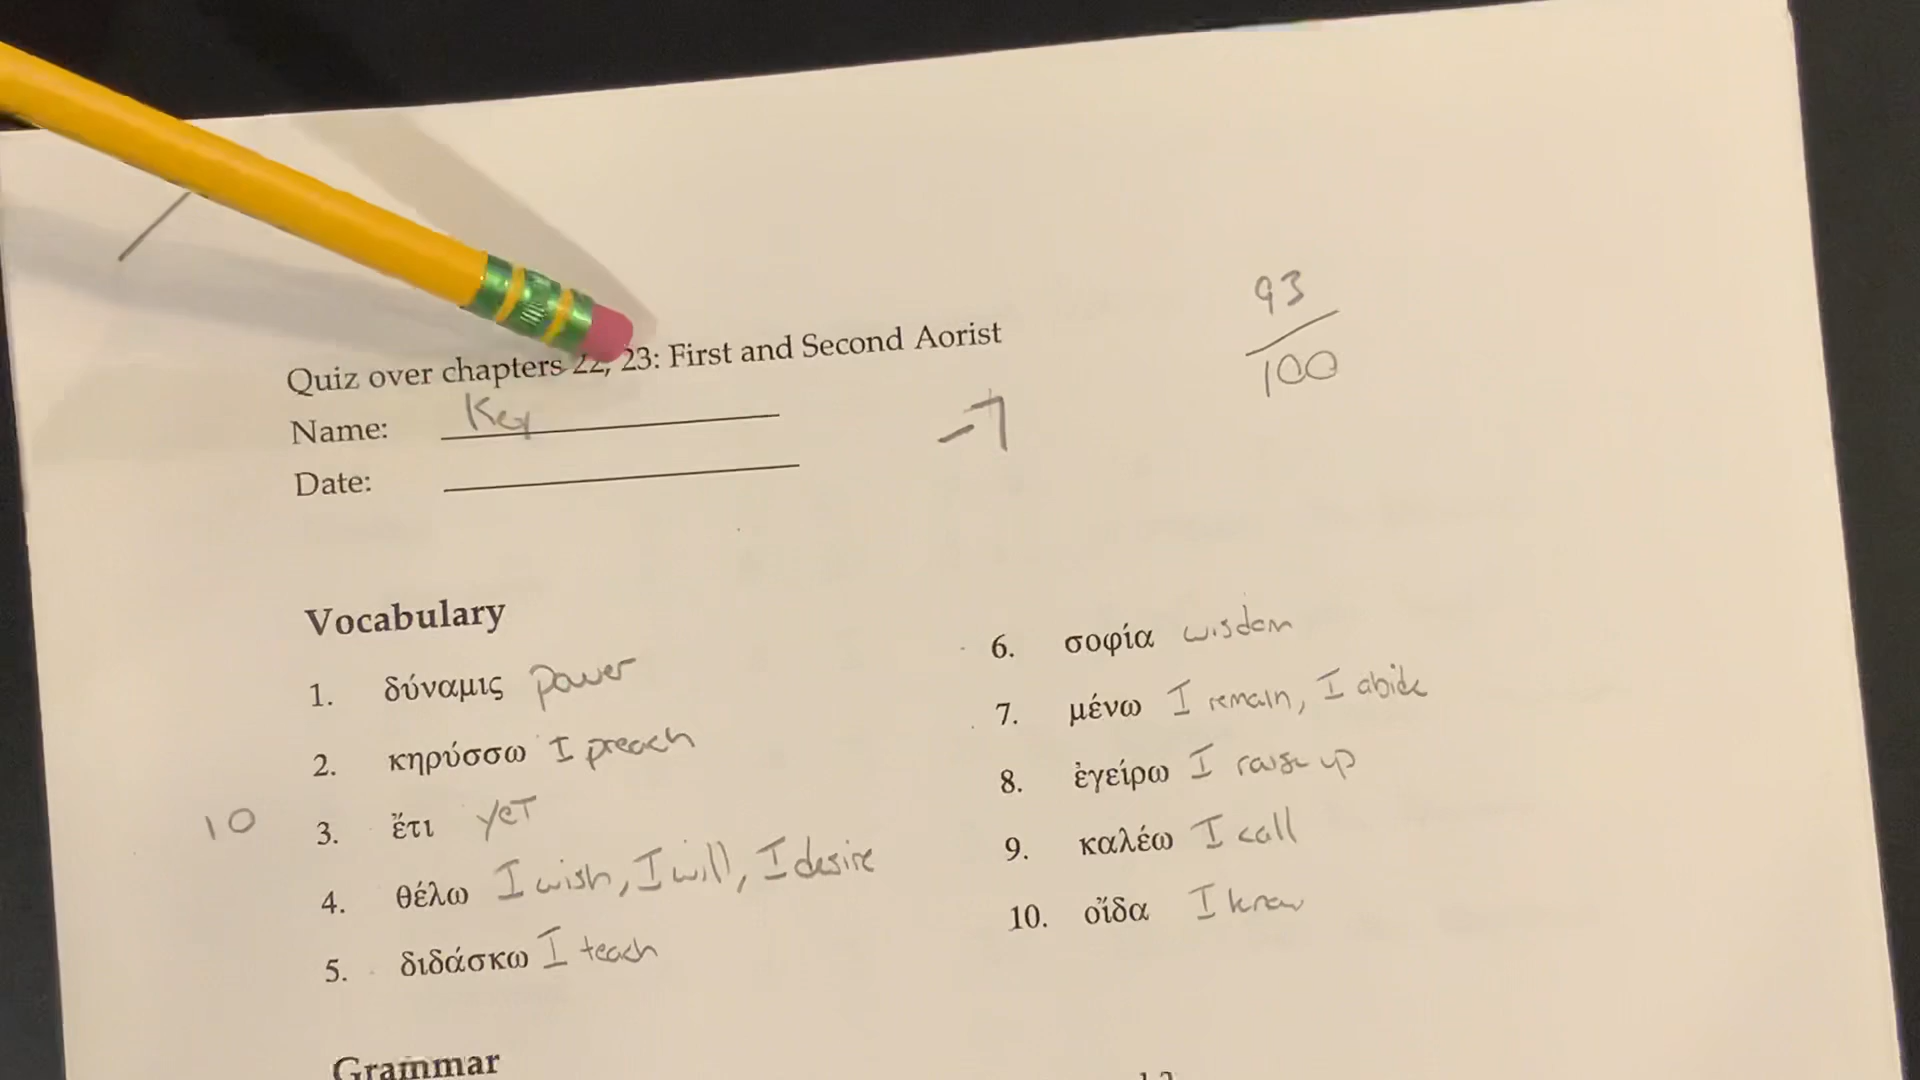 93
100
Quiz over chapters 22, 23: First and Second Aorist
Name: Key
-7
Date:
Vocabulary
1. δύναμις power
2. κηρύσσω I preach
10
3. ἔτι yet
4. θέλω I wish, I will, I desire
5. διδάσκω I teach
6. σοφία wisdom
7. μένω I remain, I abide
8. ἐγείρω I raise up
9. καλέω I call
10. οἴδα I know
Grammar